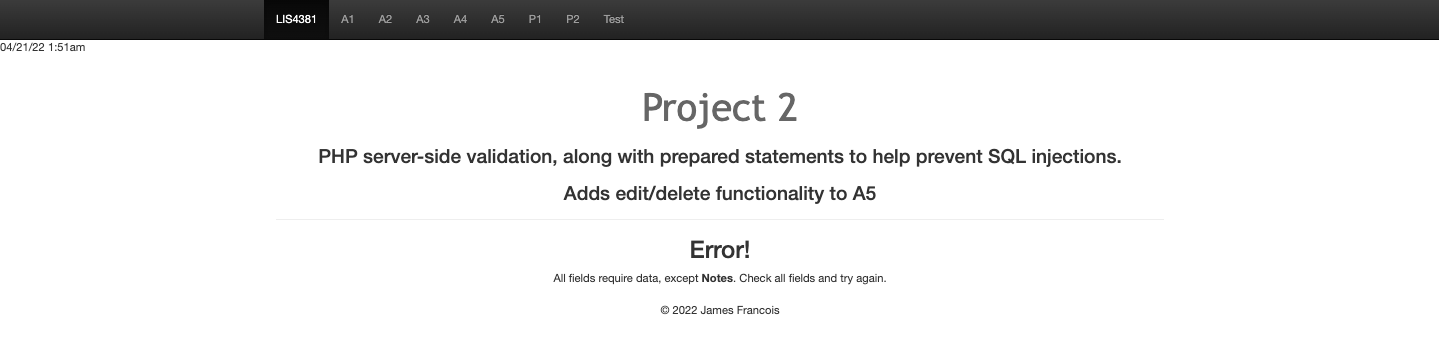 LIS4381 A1 A2 A3 A4 A5 P1 P2 Test
04/21/22 1:51am
Project 2
PHP server-side validation, along with prepared statements to help prevent SQL injections.
Adds edit/delete functionality to A5
Error!
All fields require data, except Notes. Check all fields and try again.
© 2022 James Francois